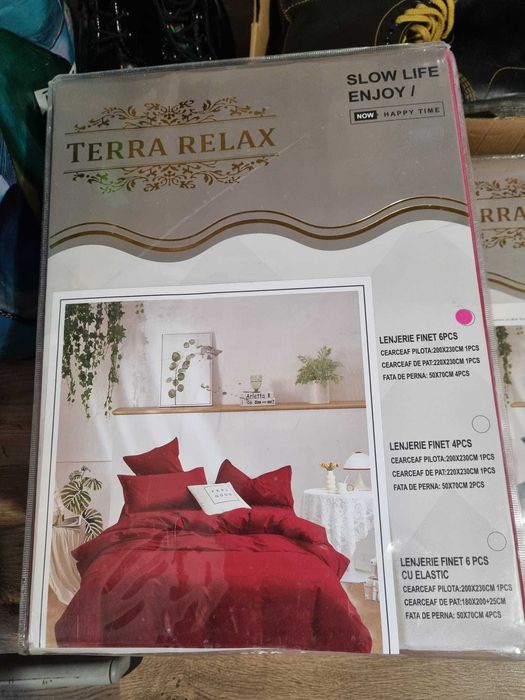 SLOW LIFE
ENJOY /
NOW HAPPY TIME
TERRA RELAX
RRA
LENJERIE FINET 6PCS
CEARCEAF PILOTA:200X230CM 1PCS
CEARCEAF DE PAT:220X230CM 1PCS
FATA DE PERNA: 50X70CM 4PCS
LENJERIE FINET 4PCS
CEARCEAF PILOTA:200X230CM 1PCS
CEARCEAF DE PAT:220X230CM 1PCS
FATA DE PERNA: 50X70CM 2PCS
LENJERIE FINET 6 PCS
CU ELASTIC
CEARCEAF PILOTA:200X230CM 1PCS
CEARCEAF DE PAT:180X200+25CM
FATA DE PERNA: 50X70CM 4PCS